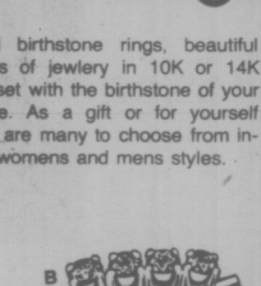 birthstone rings, beautiful
s of jewlery in 10K or 14K
set with the birthstone of your
e. As a gift or for yourself
are many to choose from in-
womens and mens styles.
B